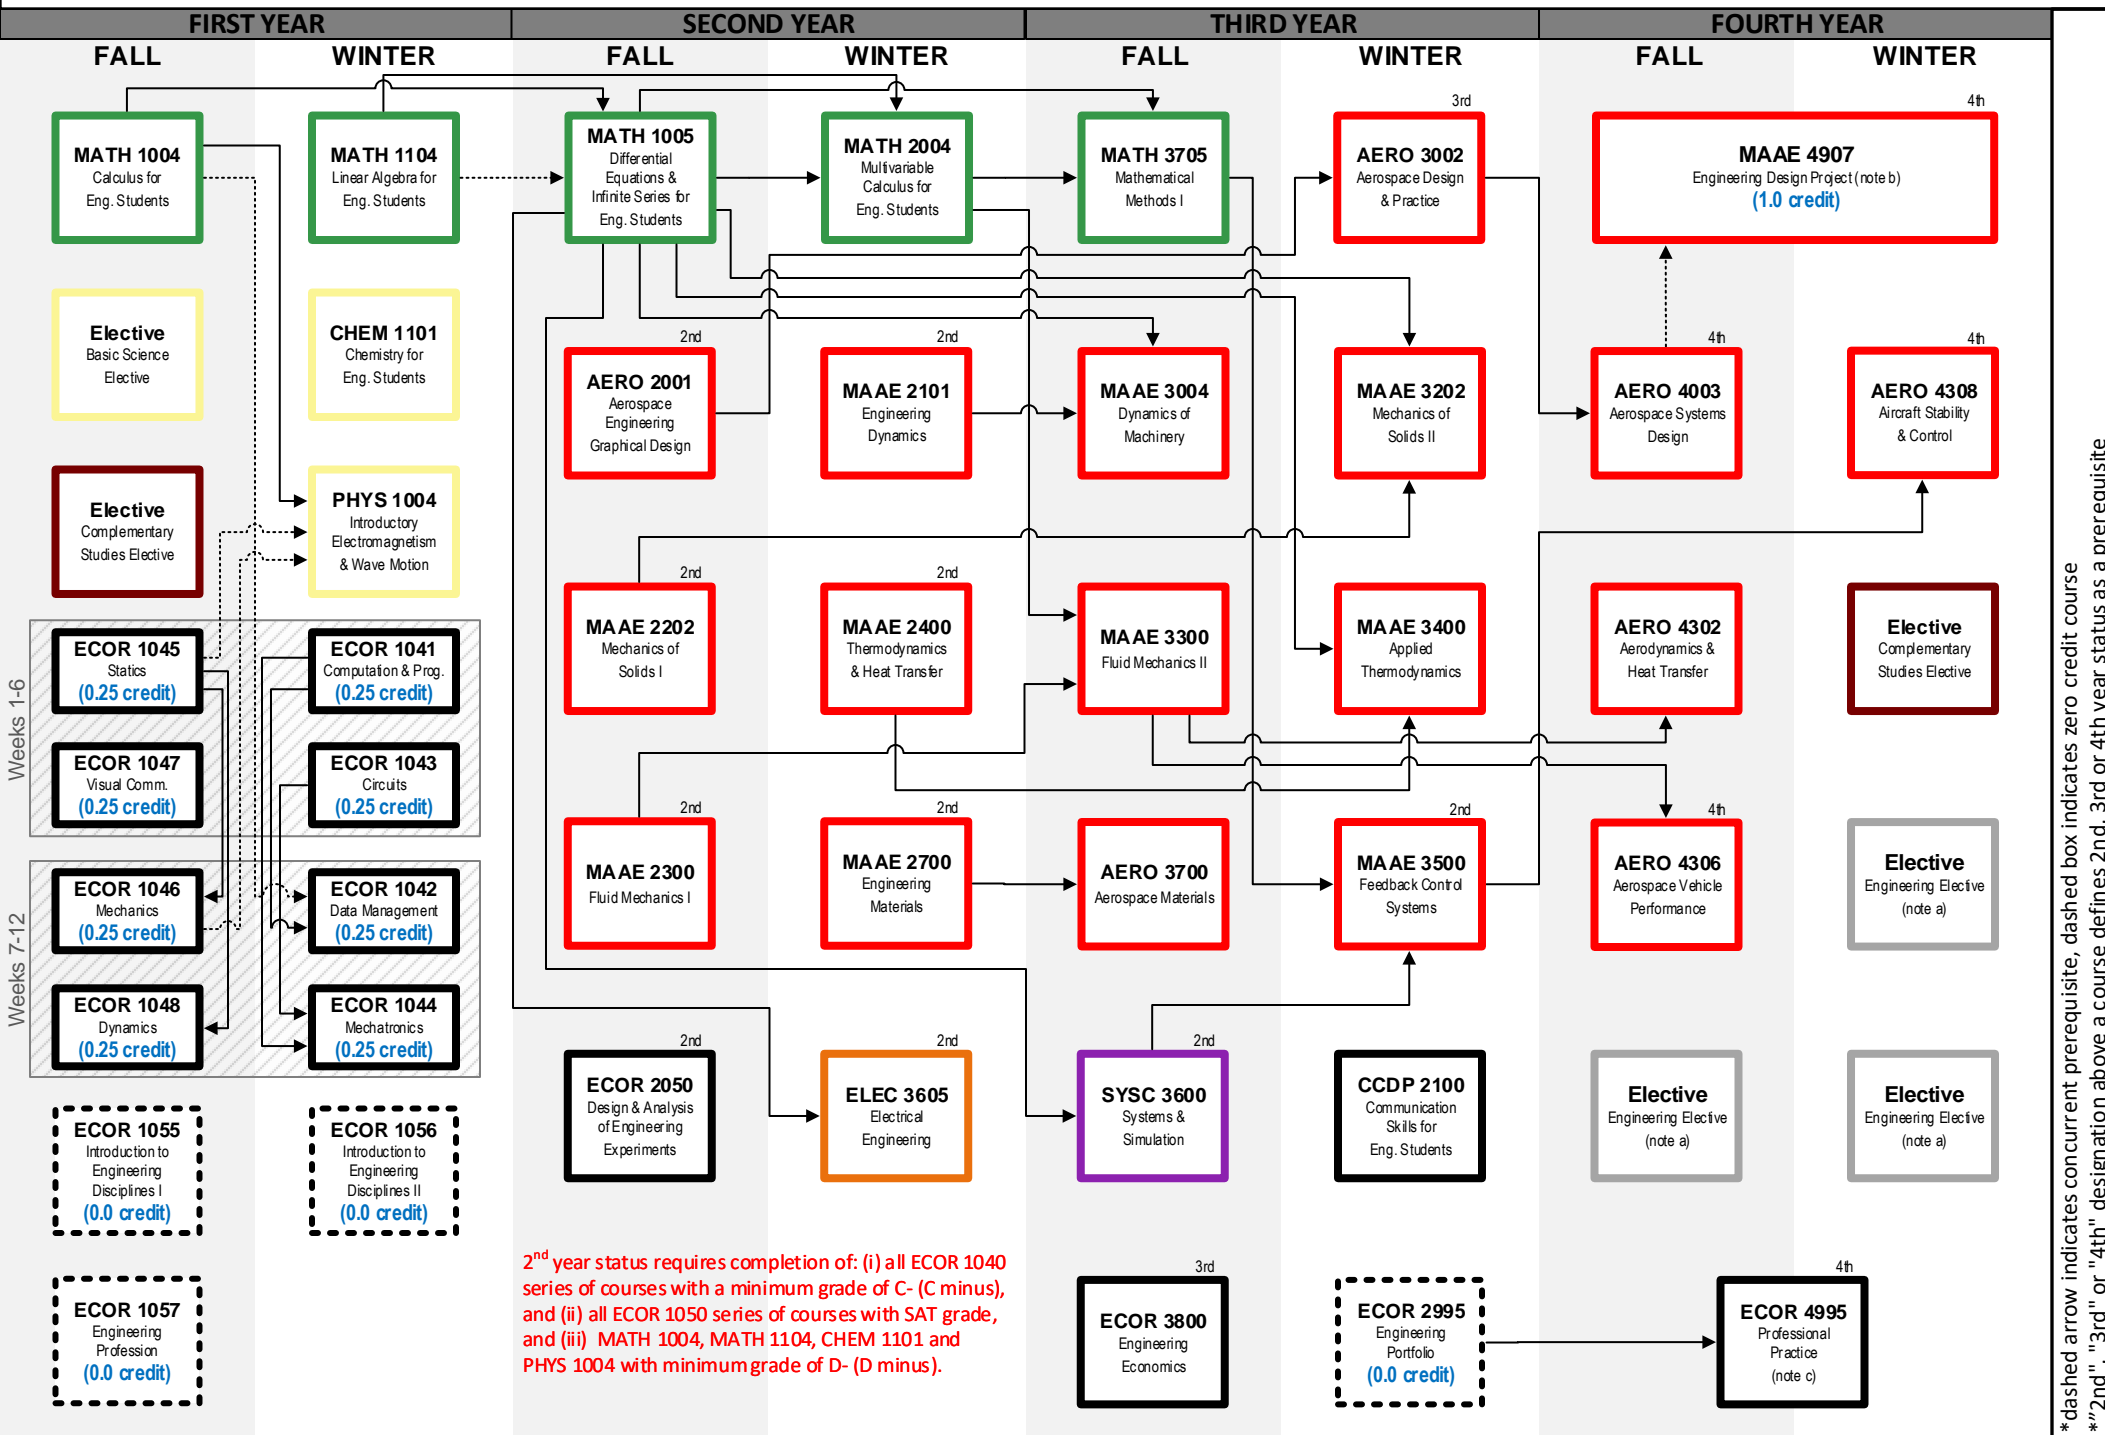 FIRST YEAR
SECOND YEAR
THIRD YEAR
FOURTH YEAR
FALL
WINTER
FALL
WINTER
FALL
WINTER
FALL
WINTER
MATH 1004
Calculus for
Eng. Students
MATH 1104
Linear Algebra for
Eng. Students
MATH 1005
Differential
Equations &
Infinite Series for
Eng. Students
MATH 2004
Multivariable
Calculus for
Eng. Students
MATH 3705
Mathematical
Methods I
3rd
AERO 3002
Aerospace Design
& Practice
4th
MAAE 4907
Engineering Design Project (note b)
(1.0 credit)
Elective
Basic Science
Elective
CHEM 1101
Chemistry for
Eng. Students
2nd
AERO 2001
Aerospace
Engineering
Graphical Design
2nd
MAAE 2101
Engineering
Dynamics
MAAE 3004
Dynamics of
Machinery
MAAE 3202
Mechanics of
Solids II
4th
AERO 4003
Aerospace Systems
Design
4th
AERO 4308
Aircraft Stability
& Control
Elective
Complementary
Studies Elective
PHYS 1004
Introductory
Electromagnetism
& Wave Motion
2nd
MAAE 2202
Mechanics of
Solids I
2nd
MAAE 2400
Thermodynamics
& Heat Transfer
MAAE 3300
Fluid Mechanics II
MAAE 3400
Applied
Thermodynamics
AERO 4302
Aerodynamics &
Heat Transfer
Elective
Complementary
Studies Elective
Weeks 1-6
ECOR 1045
Statics
(0.25 credit)
ECOR 1041
Computation & Prog.
(0.25 credit)
ECOR 1047
Visual Comm.
(0.25 credit)
ECOR 1043
Circuits
(0.25 credit)
2nd
MAAE 2300
Fluid Mechanics I
2nd
MAAE 2700
Engineering
Materials
AERO 3700
Aerospace Materials
2nd
MAAE 3500
Feedback Control
Systems
4th
AERO 4306
Aerospace Vehicle
Performance
Elective
Engineering Elective
(note a)
Weeks 7-12
ECOR 1046
Mechanics
(0.25 credit)
ECOR 1042
Data Management
(0.25 credit)
ECOR 1048
Dynamics
(0.25 credit)
ECOR 1044
Mechatronics
(0.25 credit)
2nd
ECOR 2050
Design & Analysis
of Engineering
Experiments
2nd
ELEC 3605
Electrical
Engineering
2nd
SYSC 3600
Systems &
Simulation
CCDP 2100
Communication
Skills for
Eng. Students
Elective
Engineering Elective
(note a)
Elective
Engineering Elective
(note a)
ECOR 1055
Introduction to
Engineering
Disciplines I
(0.0 credit)
ECOR 1056
Introduction to
Engineering
Disciplines II
(0.0 credit)
ECOR 1057
Engineering
Profession
(0.0 credit)
2nd year status requires completion of: (i) all ECOR 1040
series of courses with a minimum grade of C- (C minus),
and (ii) all ECOR 1050 series of courses with SAT grade,
and (iii) MATH 1004, MATH 1104, CHEM 1101 and
PHYS 1004 with minimum grade of D- (D minus).
3rd
ECOR 3800
Engineering
Economics
ECOR 2995
Engineering
Portfolio
(0.0 credit)
4th
ECOR 4995
Professional
Practice
(note c)
*dashed arrow indicates concurrent prerequisite, dashed box indicates zero credit course
*"2nd", "3rd" or "4th" designation above a course defines 2nd, 3rd or 4th year status as a prerequisite